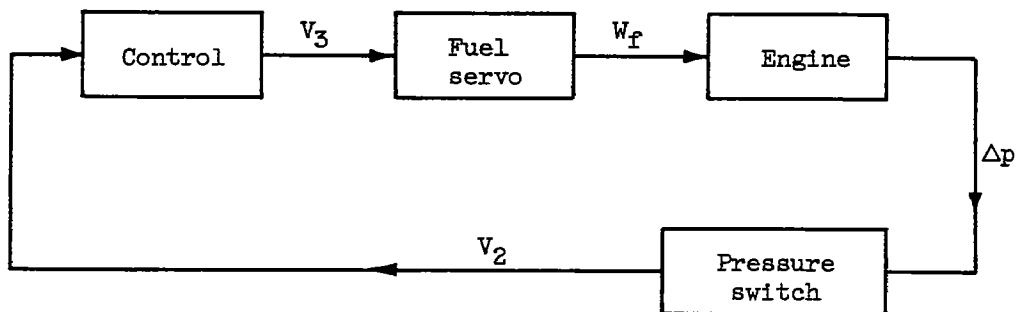 Control
V3
Fuel
servo
Wf
Engine
Δp
Pressure
switch
V2